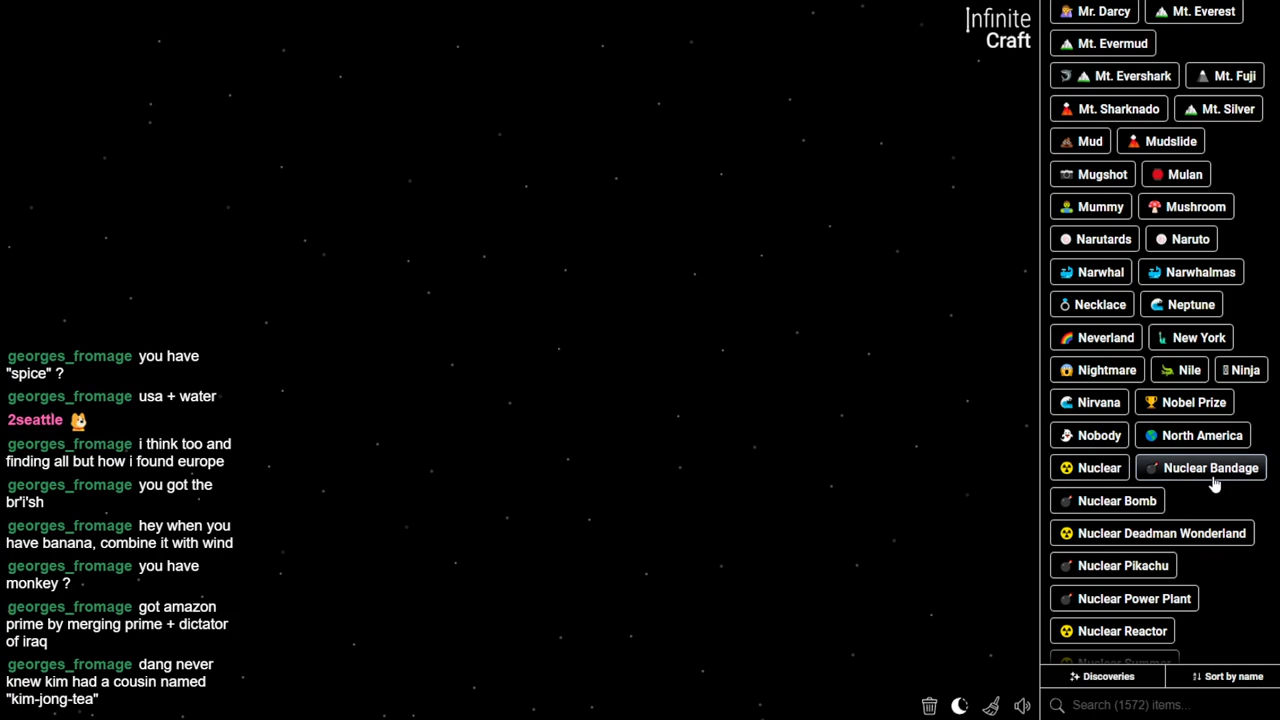 Infinite
Craft
Mr. Darcy
Mt. Everest
Mt. Evermud
Mt. Evershark
Mt. Fuji
Mt. Sharknado
Mt. Silver
Mud
Mudslide
Mugshot
Mulan
Mummy
Mushroom
Narutards
Naruto
Narwhal
Narwhalmas
Necklace
Neptune
Neverland
New York
Nightmare
Nile
Ninja
Nirvana
Nobel Prize
Nobody
North America
Nuclear
Nuclear Bandage
Nuclear Bomb
Nuclear Deadman Wonderland
Nuclear Pikachu
Nuclear Power Plant
Nuclear Reactor
Nuclear Summer
Discoveries
Sort by name
Search (1572) items...
georges_fromage you have
"spice" ?
georges_fromage usa + water
2seattle
georges_fromage i think too and
finding all but how i found europe
georges_fromage you got the
br'i'sh
georges_fromage hey when you
have banana, combine it with wind
georges_fromage you have
monkey ?
georges_fromage got amazon
prime by merging prime + dictator
of iraq
georges_fromage dang never
knew kim had a cousin named
"kim-jong-tea"